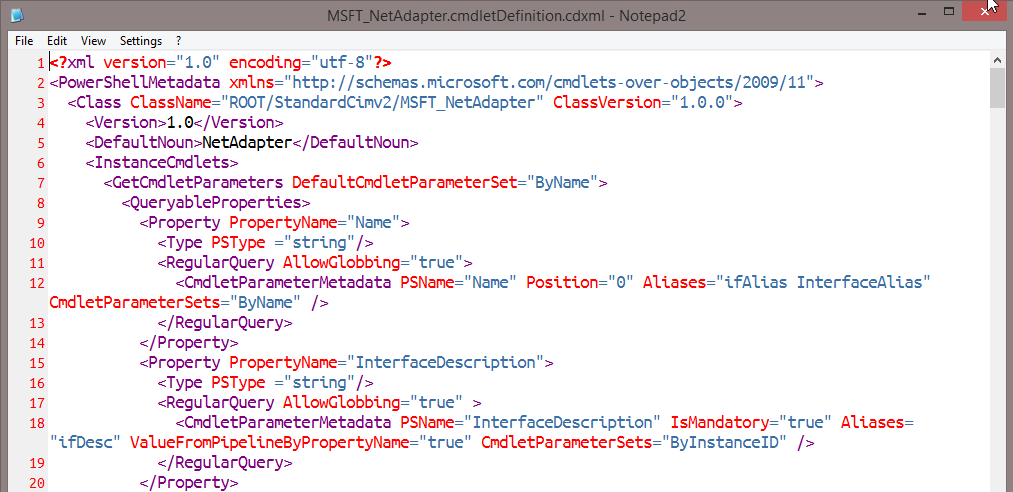 MSFT_NetAdapter.cmdletDefinition.cdxml - Notepad2
File Edit View Settings ?
1 <?xml version="1.0" encoding="utf-8"?>
2 <PowerShellMetadata xmlns="http://schemas.microsoft.com/cmdlets-over-objects/2009/11">
3 <Class ClassName="ROOT/StandardCimv2/MSFT_NetAdapter" ClassVersion="1.0.0">
4 <Version>1.0</Version>
5 <DefaultNoun>NetAdapter</DefaultNoun>
6 <InstanceCmdlets>
7 <GetCmdletParameters DefaultCmdletParameterSet="ByName">
8 <QueryableProperties>
9 <Property PropertyName="Name">
10 <Type PSType ="string"/>
11 <RegularQuery AllowGlobbing="true">
12 <CmdletParameterMetadata PSName="Name" Position="0" Aliases="ifAlias InterfaceAlias"
CmdletParameterSets="ByName" />
13 </RegularQuery>
14 </Property>
15 <Property PropertyName="InterfaceDescription">
16 <Type PSType ="string"/>
17 <RegularQuery AllowGlobbing="true" >
18 <CmdletParameterMetadata PSName="InterfaceDescription" IsMandatory="true" Aliases=
"ifDesc" ValueFromPipelineByPropertyName="true" CmdletParameterSets="ByInstanceID" />
19 </RegularQuery>
20 </Property>